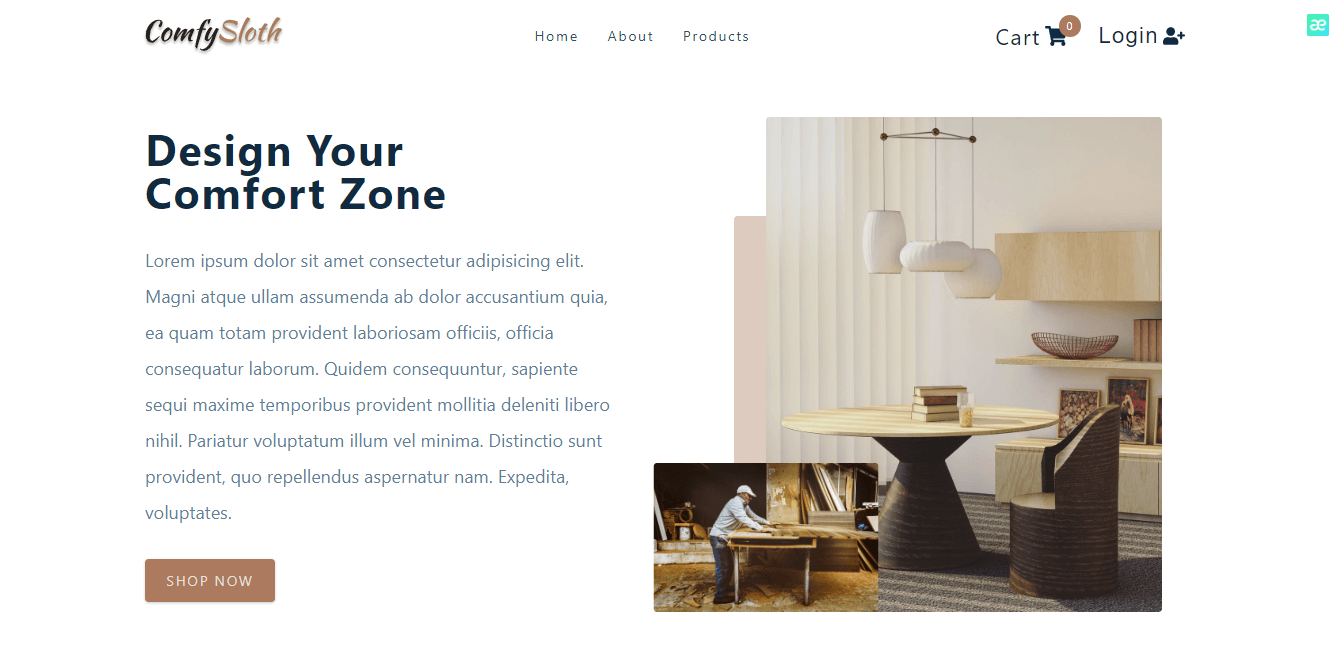 ComfySloth
Home About Products
Cart 0 Login
æ
Design Your
Comfort Zone
Lorem ipsum dolor sit amet consectetur adipisicing elit.
Magni atque ullam assumenda ab dolor accusantium quia,
ea quam totam provident laboriosam officiis, officia
consequatur laborum. Quidem consequuntur, sapiente
sequi maxime temporibus provident mollitia deleniti libero
nihil. Pariatur voluptatum illum vel minima. Distinctio sunt
provident, quo repellendus aspernatur nam. Expedita,
voluptates.
SHOP NOW